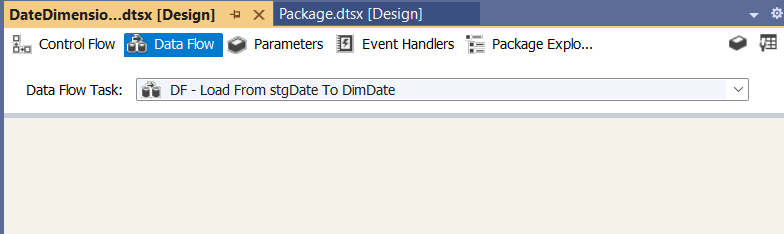 DateDimensio...dtsx [Design] Package.dtsx [Design]
Control Flow Data Flow Parameters Event Handlers Package Explo...
Data Flow Task: DF - Load From stgDate To DimDate